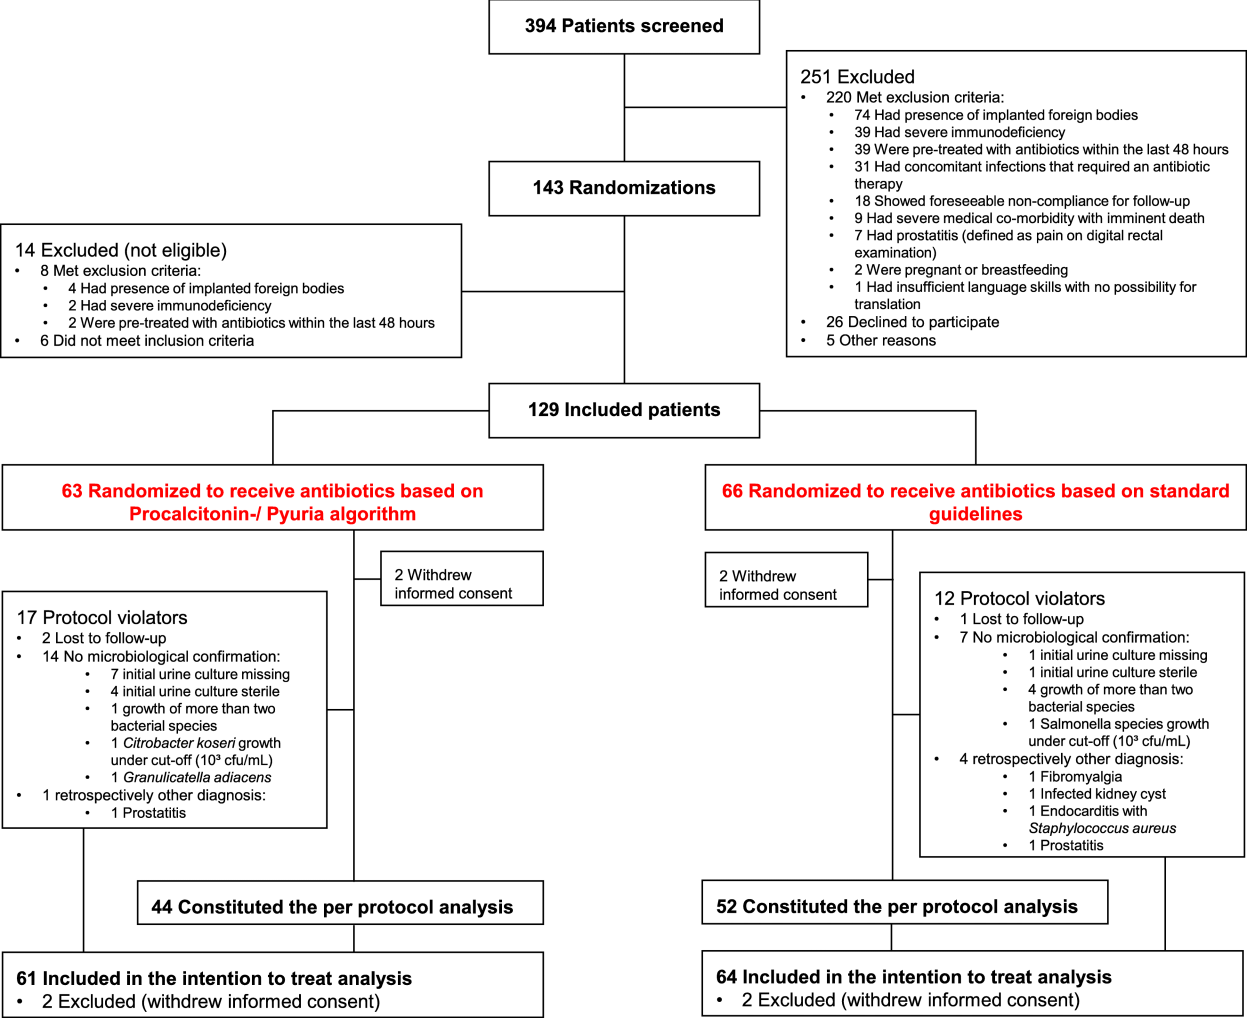 394 Patients screened
251 Excluded
• 220 Met exclusion criteria:
• 74 Had presence of implanted foreign bodies
• 39 Had severe immunodeficiency
• 39 Were pre-treated with antibiotics within the last 48 hours
• 31 Had concomitant infections that required an antibiotic
therapy
• 18 Showed foreseeable non-compliance for follow-up
• 9 Had severe medical co-morbidity with imminent death
• 7 Had prostatitis (defined as pain on digital rectal
examination)
• 2 Were pregnant or breastfeeding
• 1 Had insufficient language skills with no possibility for
translation
• 26 Declined to participate
• 5 Other reasons
143 Randomizations
14 Excluded (not eligible)
• 8 Met exclusion criteria:
• 4 Had presence of implanted foreign bodies
• 2 Had severe immunodeficiency
• 2 Were pre-treated with antibiotics within the last 48 hours
• 6 Did not meet inclusion criteria
129 Included patients
63 Randomized to receive antibiotics based on
Procalcitonin-/ Pyuria algorithm
2 Withdrew
informed consent
17 Protocol violators
• 2 Lost to follow-up
• 14 No microbiological confirmation:
• 7 initial urine culture missing
• 4 initial urine culture sterile
• 1 growth of more than two
bacterial species
• 1 Citrobacter koseri growth
under cut-off (10³ cfu/mL)
• 1 Granulicatella adiacens
• 1 retrospectively other diagnosis:
• 1 Prostatitis
44 Constituted the per protocol analysis
61 Included in the intention to treat analysis
• 2 Excluded (withdrew informed consent)
66 Randomized to receive antibiotics based on standard
guidelines
2 Withdrew
informed consent
12 Protocol violators
• 1 Lost to follow-up
• 7 No microbiological confirmation:
• 1 initial urine culture missing
• 1 initial urine culture sterile
• 4 growth of more than two
bacterial species
• 1 Salmonella species growth
under cut-off (10³ cfu/mL)
• 4 retrospectively other diagnosis:
• 1 Fibromyalgia
• 1 Infected kidney cyst
• 1 Endocarditis with
Staphylococcus aureus
• 1 Prostatitis
52 Constituted the per protocol analysis
64 Included in the intention to treat analysis
• 2 Excluded (withdrew informed consent)